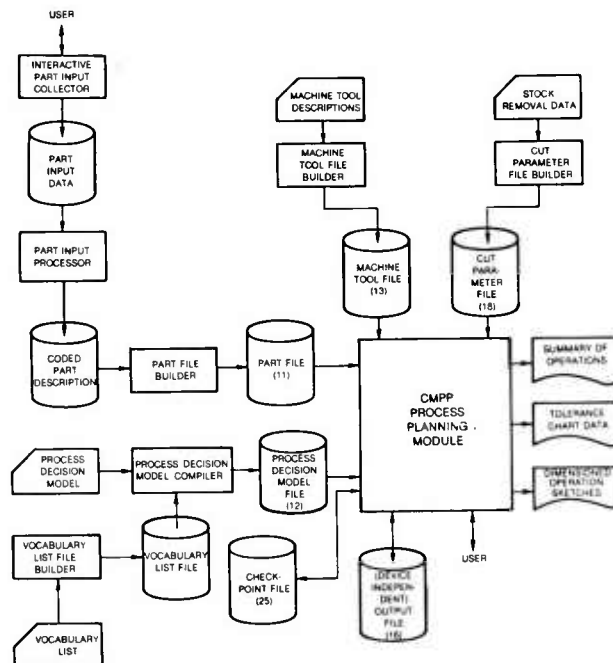 USER
INTERACTIVE
PART INPUT
COLLECTOR
PART
INPUT
DATA
PART INPUT
PROCESSOR
CODED
PART
DESCRIPTION
PART FILE
BUILDER
PART FILE
(11)
MACHINE TOOL
DESCRIPTIONS
MACHINE
TOOL FILE
BUILDER
MACHINE
TOOL FILE
(13)
STOCK
REMOVAL DATA
CUT
PARAMETER
FILE BUILDER
CUT
PARA-
METER
FILE
(18)
CMPP
PROCESS
PLANNING
MODULE
SUMMARY OF
OPERATIONS
TOLERANCE
CHART DATA
DIMENSIONED
OPERATION
SKETCHES
PROCESS
DECISION
MODEL
PROCESS DECISION
MODEL COMPILER
PROCESS
DECISION
MODEL
FILE
(12)
VOCABULARY
LIST FILE
BUILDER
VOCABULARY
LIST FILE
VOCABULARY
LIST
CHECK-
POINT FILE
(25)
(DEVICE
INDEPEN-
DENT)
OUTPUT
FILE
(16)
USER